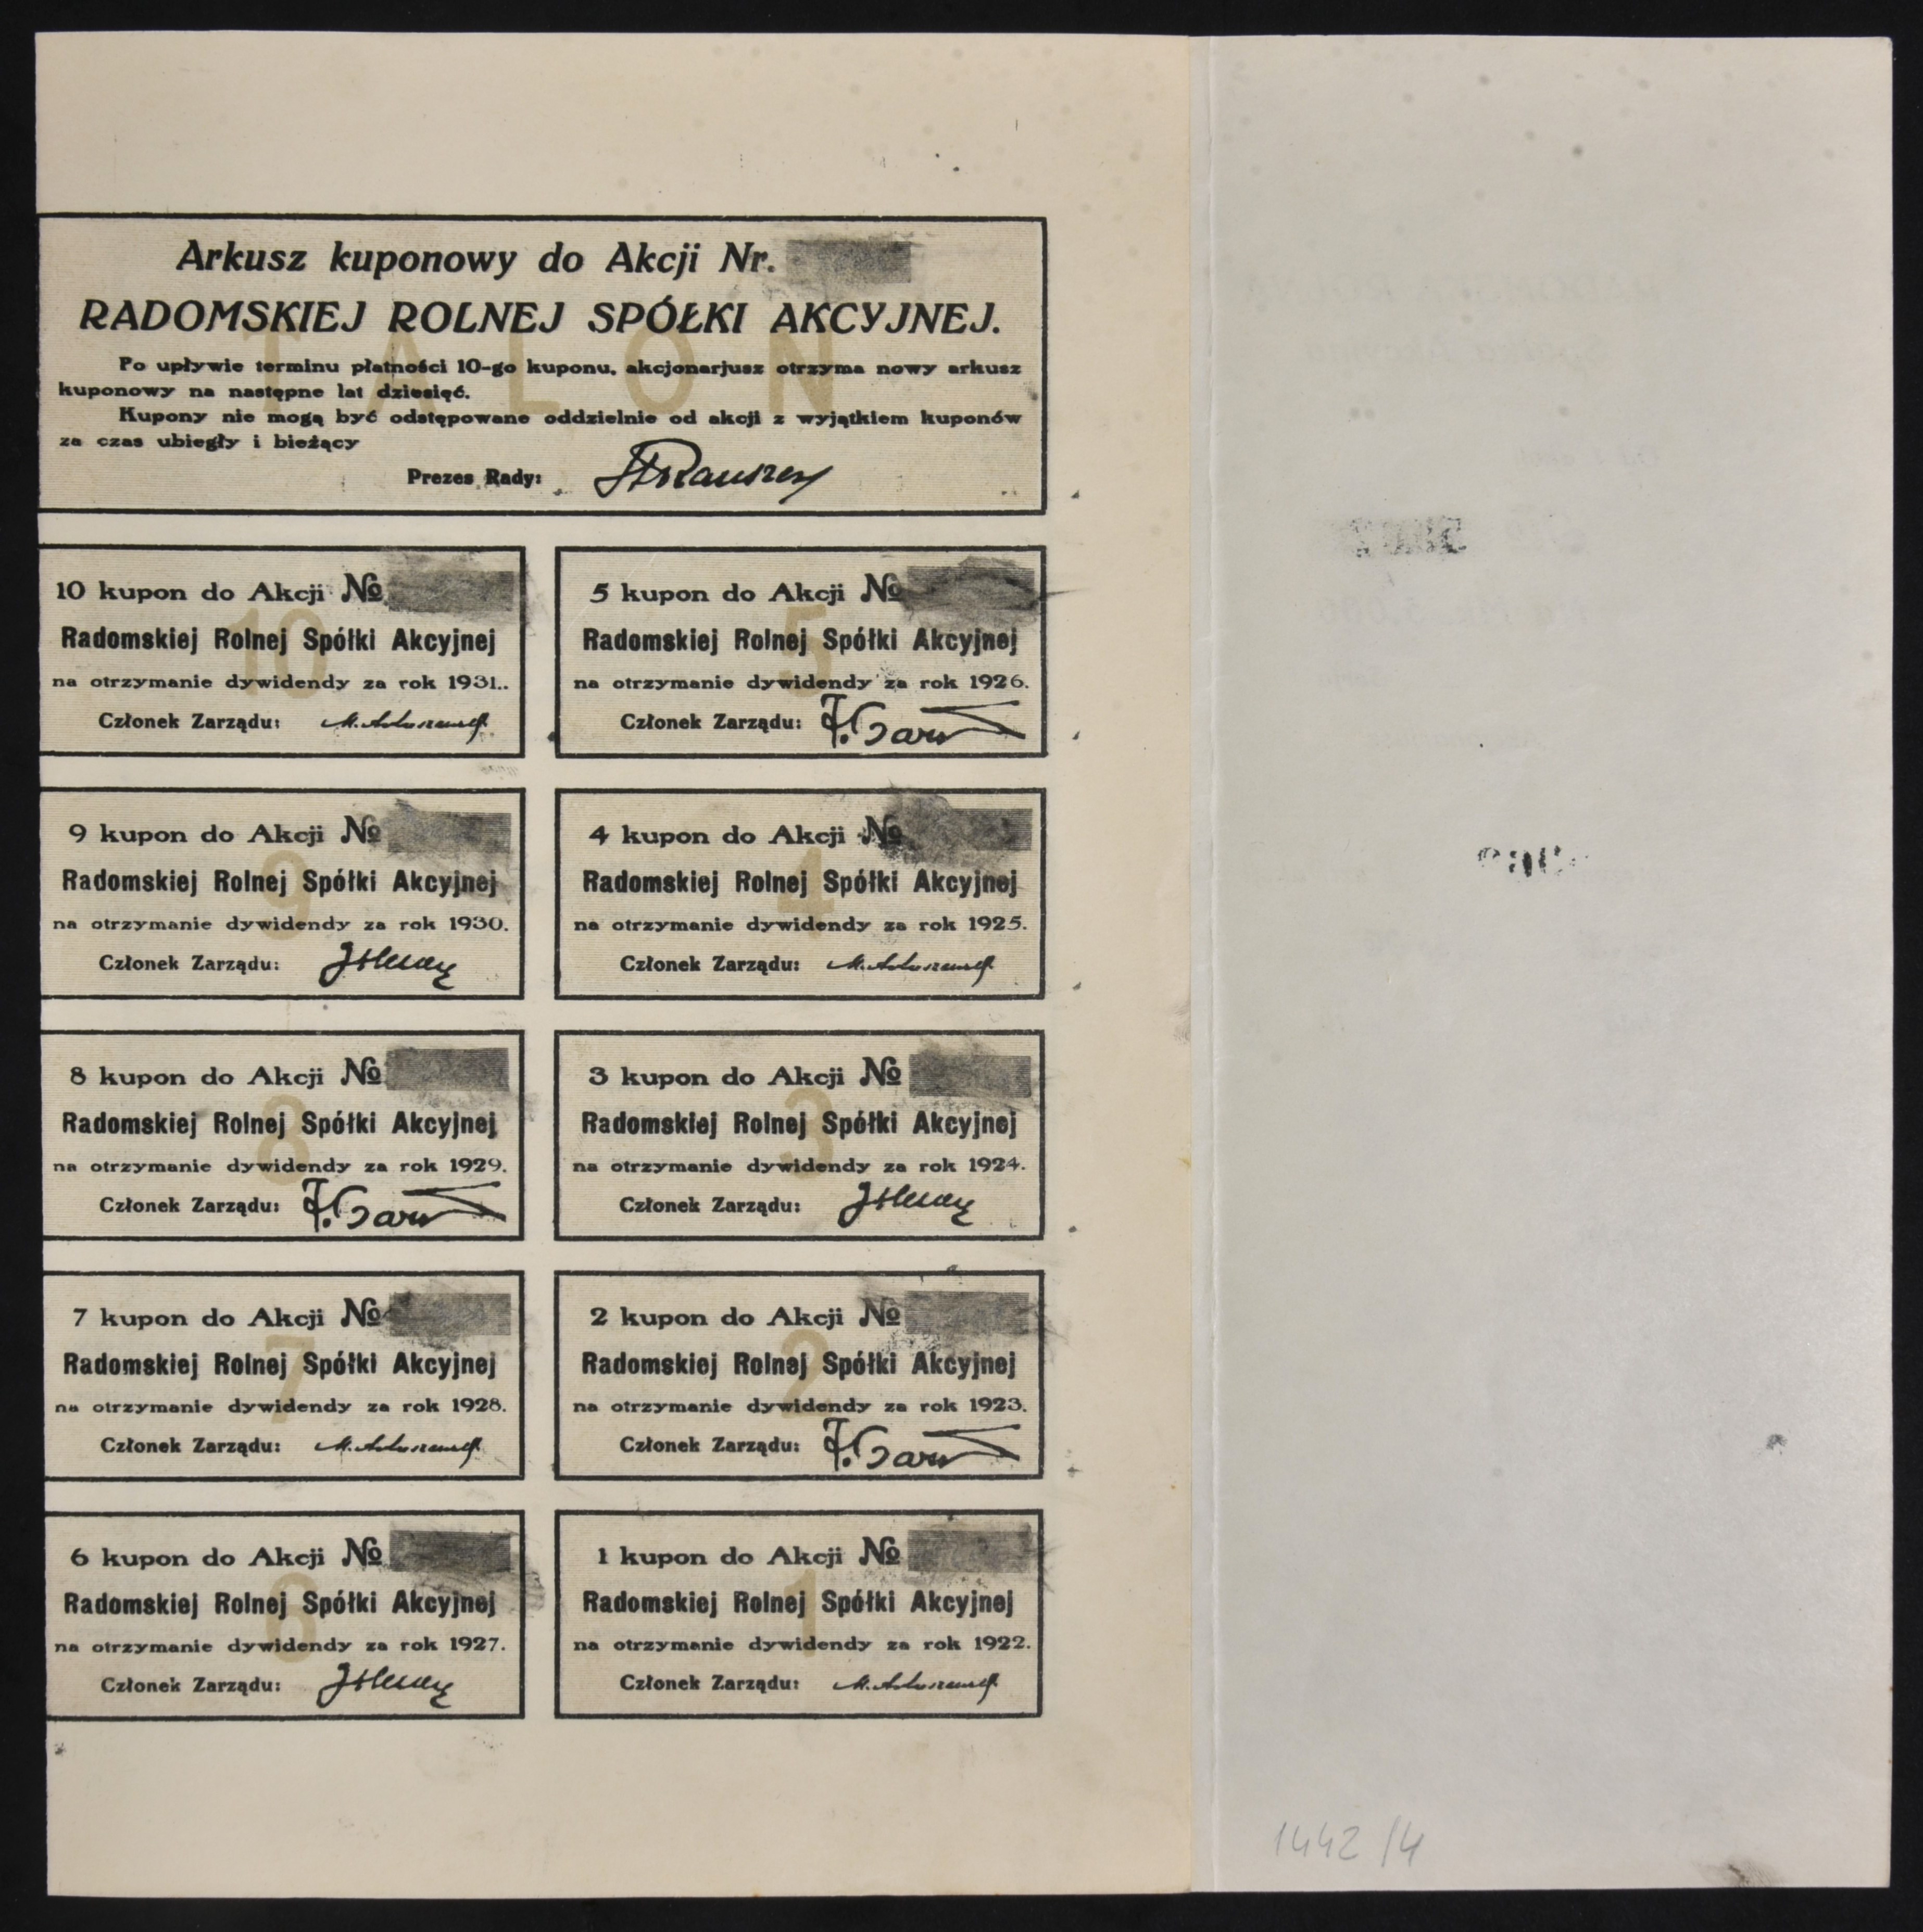 Arkusz kuponowy do Akcji Nr.
RADOMSKIEJ ROLNEJ SPÓŁKI AKCYJNEJ.
TALON
Po upływie terminu płatności 10-go kuponu, akcjonarjusz otrzyma nowy arkusz
kuponowy na następne lat dziesięć.
Kupony nie mogą być odstępowane oddzielnie od akcji z wyjątkiem kuponów
za czas ubiegły i bieżący
Prezes Rady:
10 kupon do Akcji №
Radomskiej Rolnej Spółki Akcyjnej
na otrzymanie dywidendy za rok 1931..
Członek Zarządu:
10
9 kupon do Akcji №
Radomskiej Rolnej Spółki Akcyjnej
na otrzymanie dywidendy za rok 1930.
Członek Zarządu:
9
8 kupon do Akcji №
Radomskiej Rolnej Spółki Akcyjnej
na otrzymanie dywidendy za rok 1929.
Członek Zarządu:
8
7 kupon do Akcji №
Radomskiej Rolnej Spółki Akcyjnej
na otrzymanie dywidendy za rok 1928.
Członek Zarządu:
7
6 kupon do Akcji №
Radomskiej Rolnej Spółki Akcyjnej
na otrzymanie dywidendy za rok 1927.
Członek Zarządu:
6
5 kupon do Akcji №
Radomskiej Rolnej Spółki Akcyjnej
na otrzymanie dywidendy za rok 1926.
Członek Zarządu:
5
4 kupon do Akcji №
Radomskiej Rolnej Spółki Akcyjnej
na otrzymanie dywidendy za rok 1925.
Członek Zarządu:
4
3 kupon do Akcji №
Radomskiej Rolnej Spółki Akcyjnej
na otrzymanie dywidendy za rok 1924.
Członek Zarządu:
3
2 kupon do Akcji №
Radomskiej Rolnej Spółki Akcyjnej
na otrzymanie dywidendy za rok 1923.
Członek Zarządu:
2
1 kupon do Akcji №
Radomskiej Rolnej Spółki Akcyjnej
na otrzymanie dywidendy za rok 1922.
Członek Zarządu:
1
1442/4